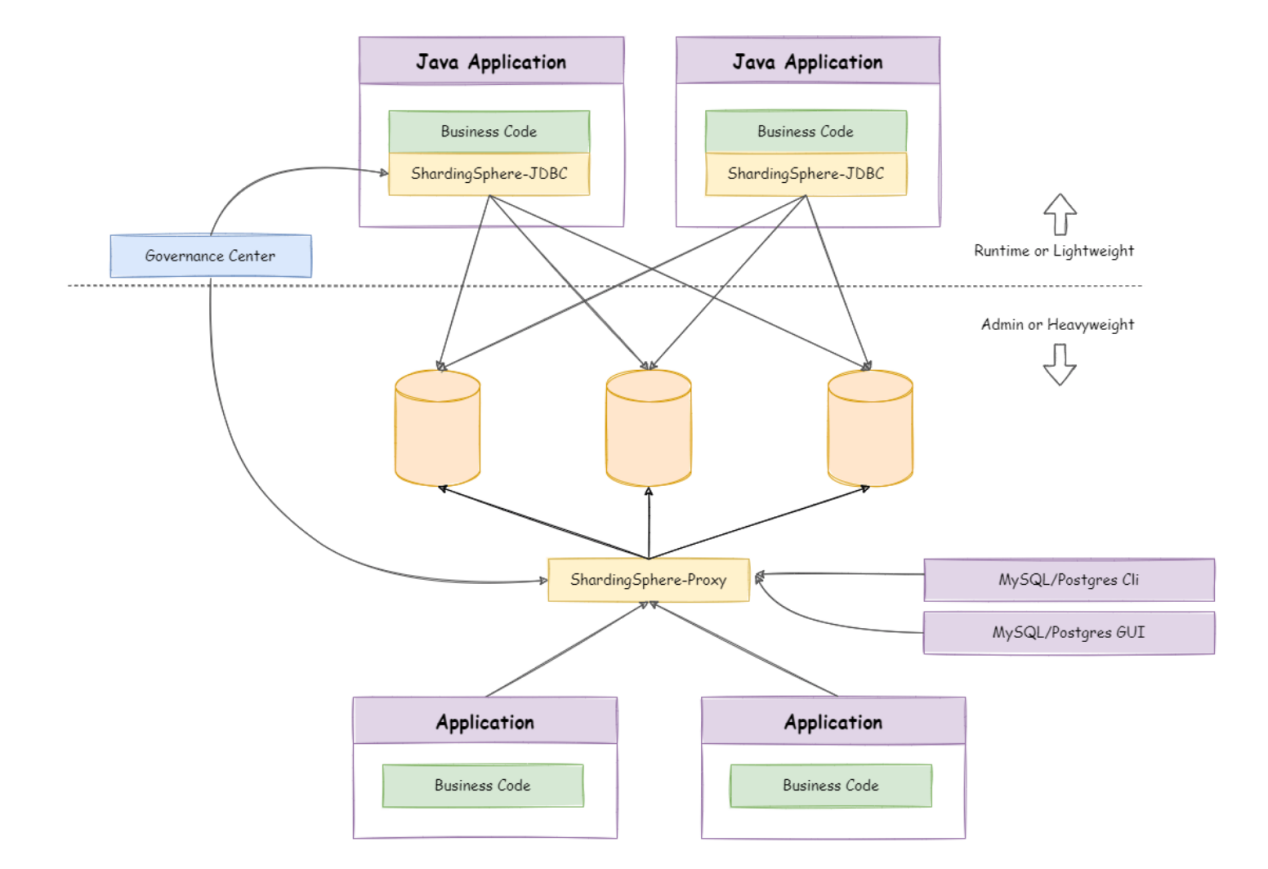 Java Application
Java Application
Business Code
Business Code
ShardingSphere-JDBC
ShardingSphere-JDBC
Governance Center
Runtime or Lightweight
Admin or Heavyweight
ShardingSphere-Proxy
MySQL/Postgres Cli
MySQL/Postgres GUI
Application
Application
Business Code
Business Code